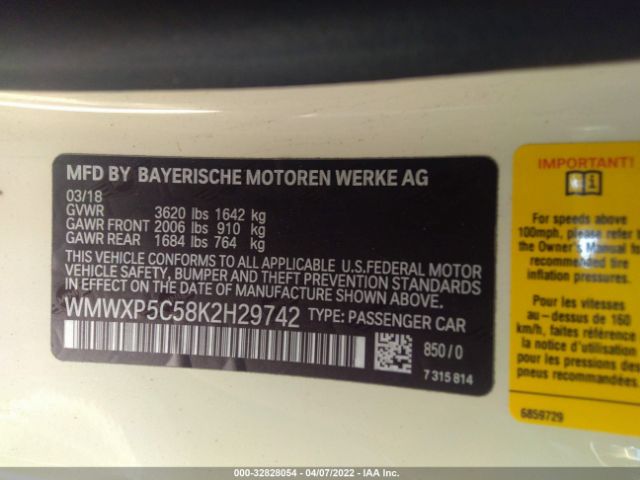 MFD BY BAYERISCHE MOTOREN WERKE AG
03/18
GVWR 3620 lbs 1642 kg
GAWR FRONT 2006 lbs 910 kg
GAWR REAR 1684 lbs 764 kg
THIS VEHICLE CONFORMS TO ALL APPLICABLE U.S.FEDERAL MOTOR
VEHICLE SAFETY, BUMPER AND THEFT PREVENTION STANDARDS
IN EFFECT ON THE DATE OF MANUFACTURE SHOWN ABOVE.
WMWXP5C58K2H29742 TYPE: PASSENGER CAR
850/0
7 315 814
IMPORTANT!
For speeds above
100mph, please refer to
the Owner's Manual for
recommended tire
inflation pressures.
Pour vitesses
au-dessus de 160
km/h, faites référence
à notice d'utilisation
pour les pressions des
pneus recommandées.
6859729
000-32828054 - 04/07/2022 - IAA Inc.